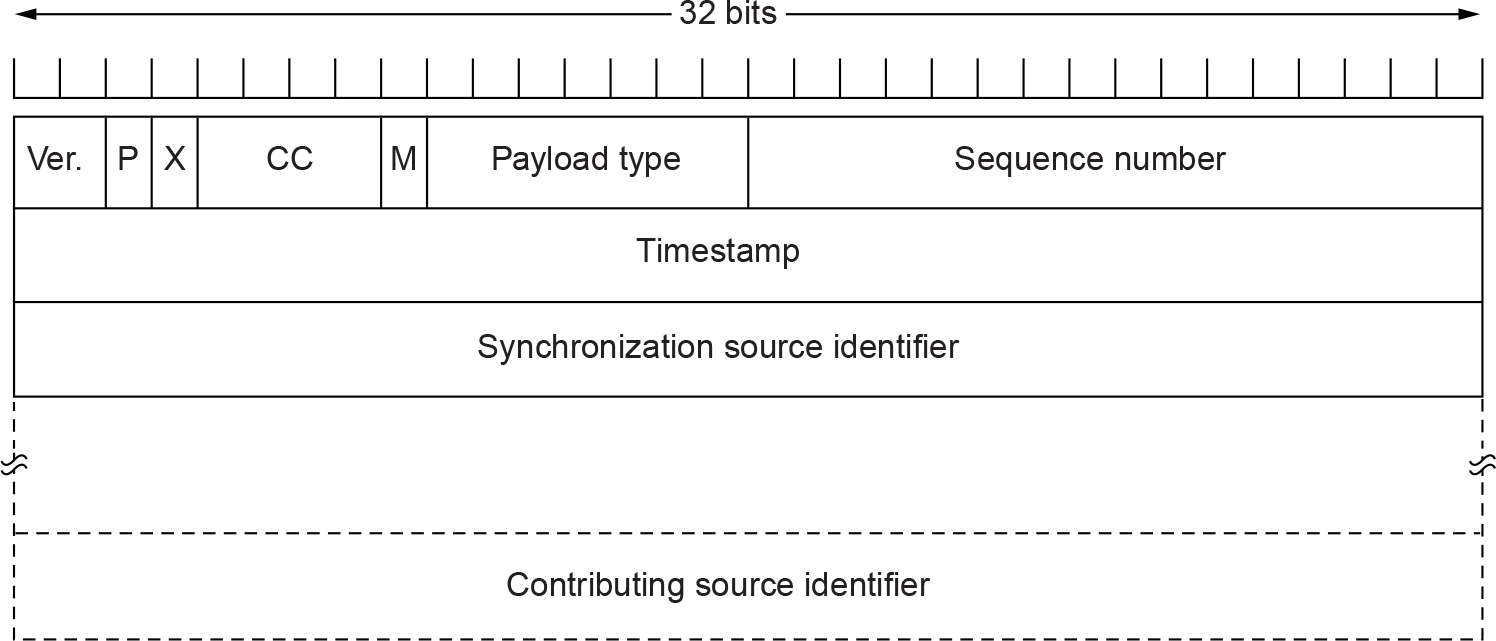 32 bits
Ver. P X CC M Payload type Sequence number
Timestamp
Synchronization source identifier
Contributing source identifier